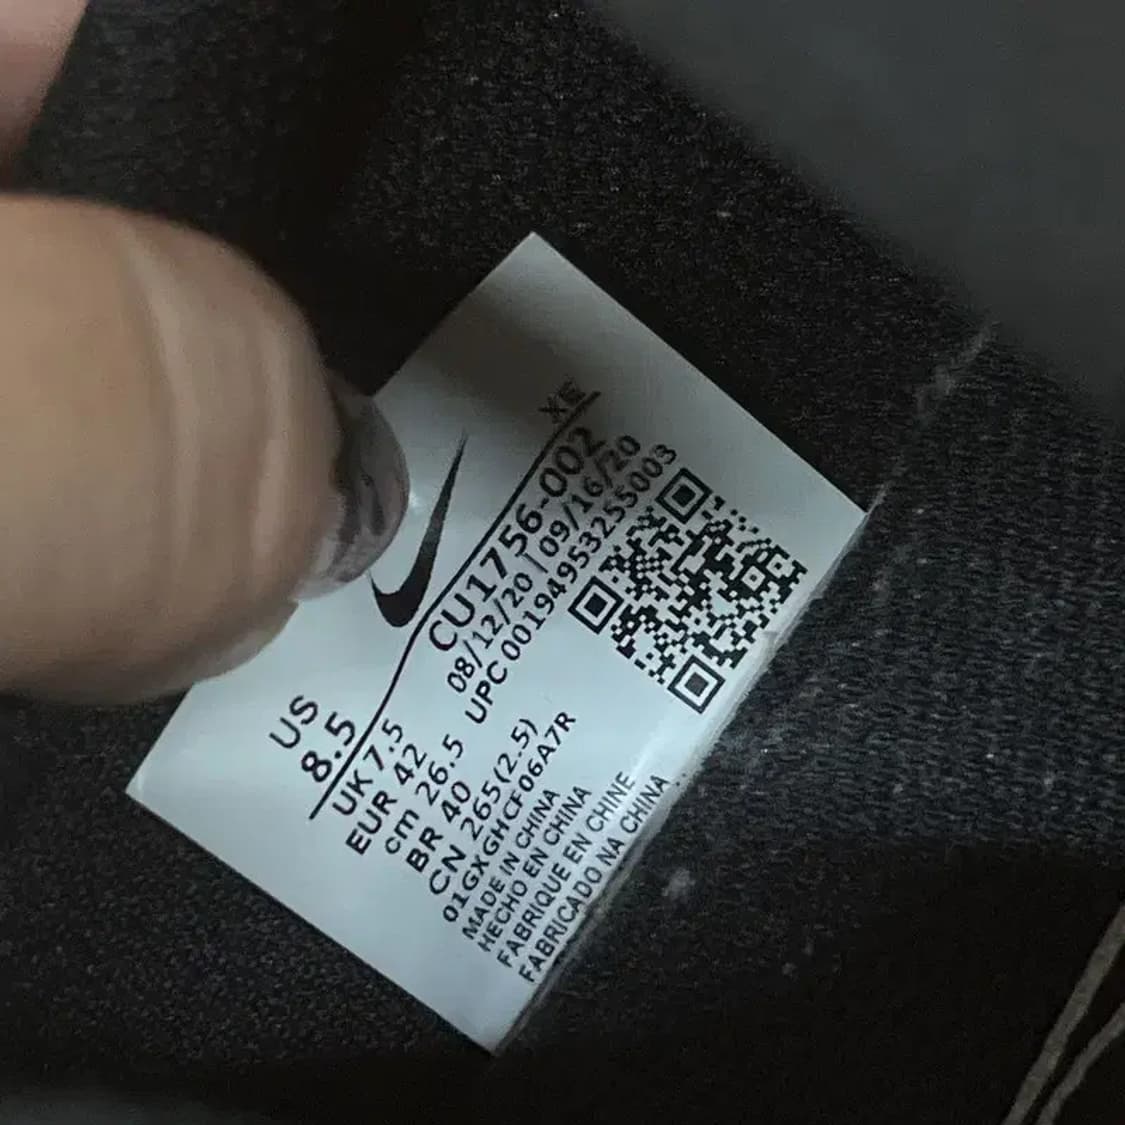 US
8.5
XE
UK 7.5
EUR 42
cm 26.5
BR 40
CN 265(2.5)
01GXGHCF06A7R
MADE IN CHINA
HECHO EN CHINA
FABRIQUE EN CHINE
FABRICADO NA CHINA
CU1756-002
08/12/20 | 09/16/20
UPC 00194953255003